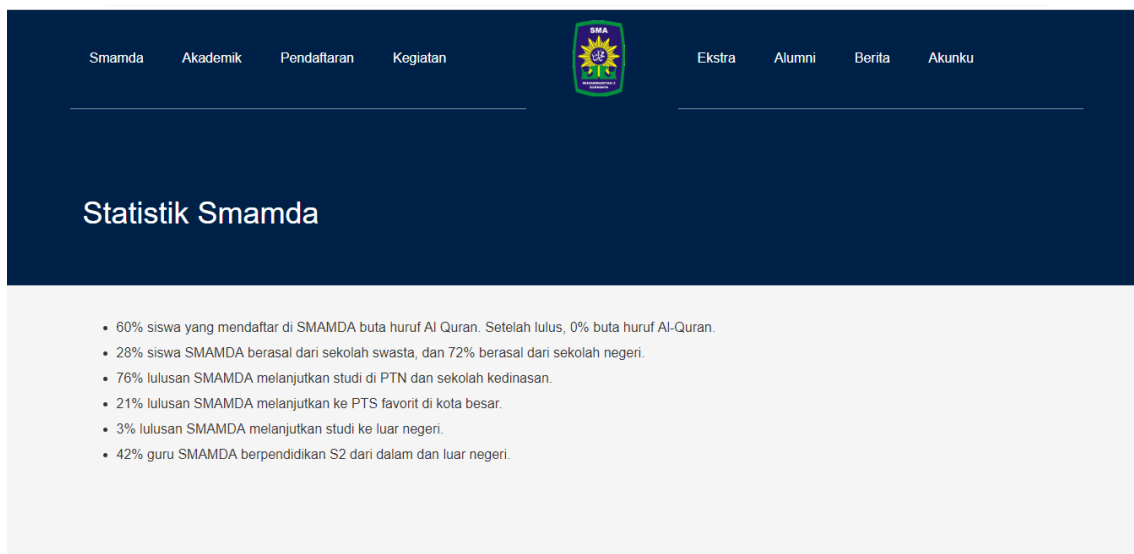 Smamda Akademik Pendaftaran Kegiatan
SMA
MUHAMMADIYAH 2
SURABAYA
Ekstra Alumni Berita Akunku
Statistik Smamda
• 60% siswa yang mendaftar di SMAMDA buta huruf Al Quran. Setelah lulus, 0% buta huruf Al-Quran.
• 28% siswa SMAMDA berasal dari sekolah swasta, dan 72% berasal dari sekolah negeri.
• 76% lulusan SMAMDA melanjutkan studi di PTN dan sekolah kedinasan.
• 21% lulusan SMAMDA melanjutkan ke PTS favorit di kota besar.
• 3% lulusan SMAMDA melanjutkan studi ke luar negeri.
• 42% guru SMAMDA berpendidikan S2 dari dalam dan luar negeri.